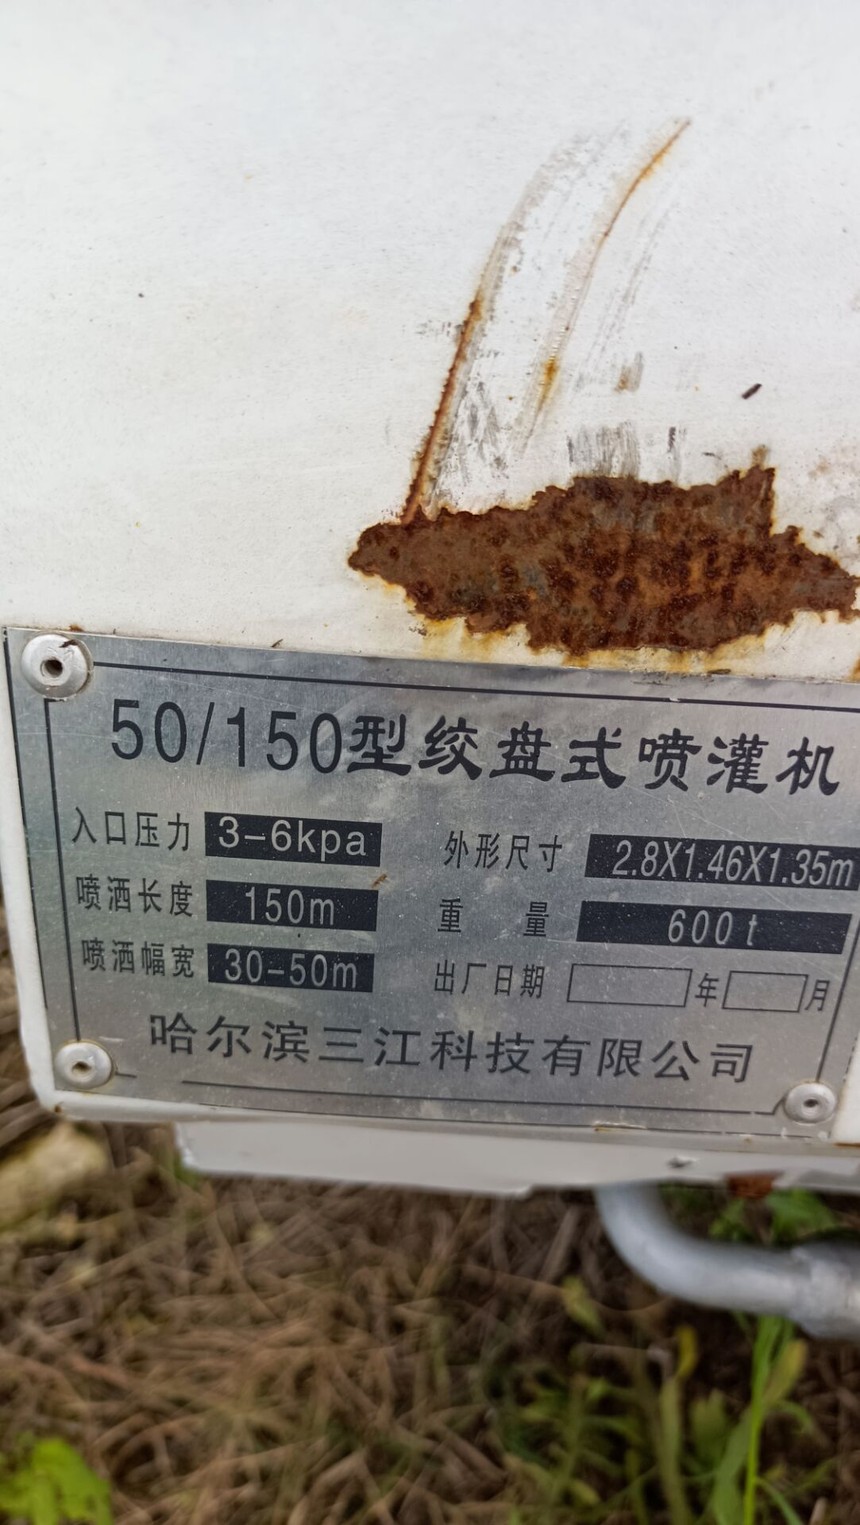 50/150型绞盘式喷灌机
入口压力 3-6kpa 外形尺寸 2.8X1.46X1.35m
喷洒长度 150m 重量 600t
喷洒幅宽 30-50m 出厂日期 年 月
哈尔滨三江科技有限公司